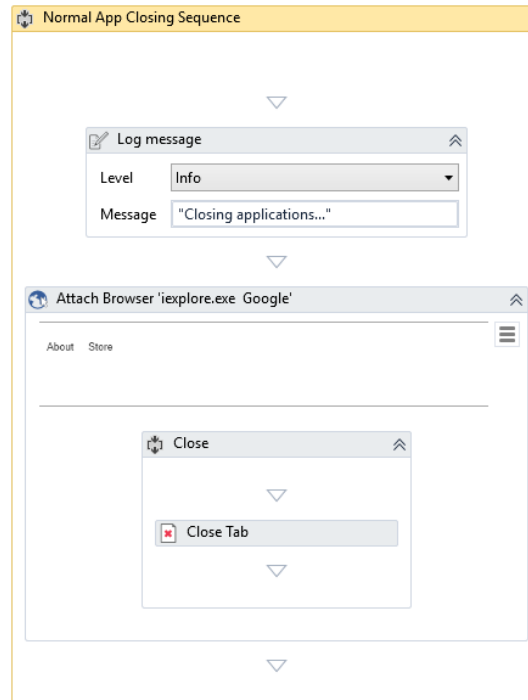 Normal App Closing Sequence
Log message
Level Info
Message "Closing applications..."
Attach Browser 'iexplore.exe Google'
About Store
Close
Close Tab